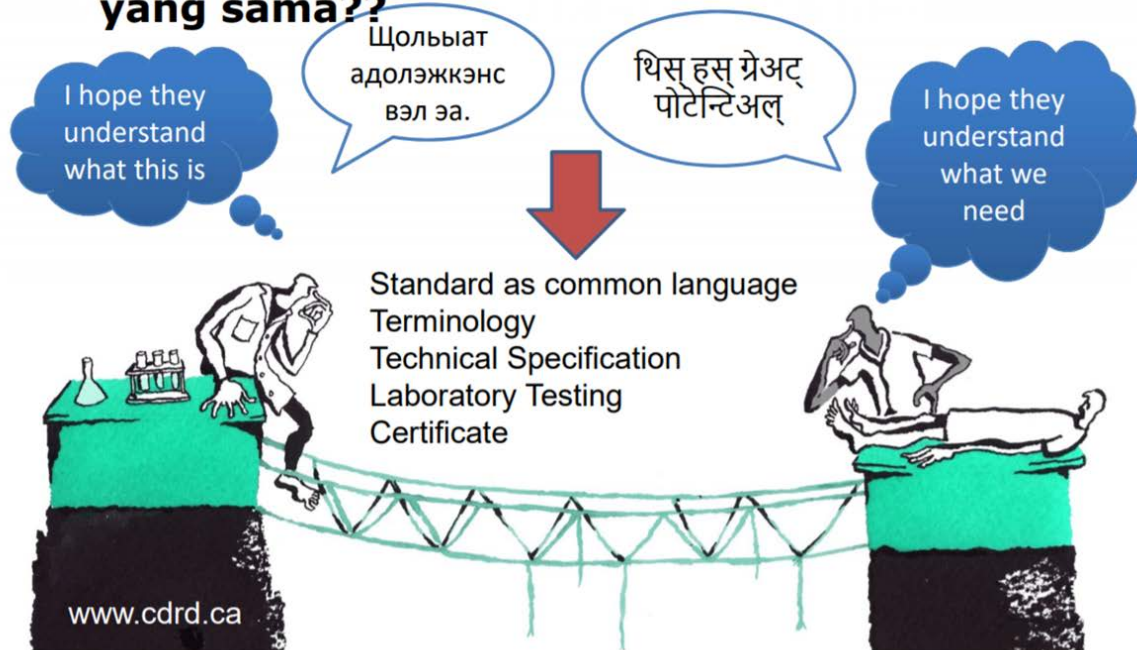 yang sama??
I hope they
understand
what this is
Щольыат
адолэжкэнс
вэл эа.
थिस् हस् ग्रेअट्
पोटेन्टिअल्
I hope they
understand
what we
need
Standard as common language
Terminology
Technical Specification
Laboratory Testing
Certificate
www.cdrd.ca